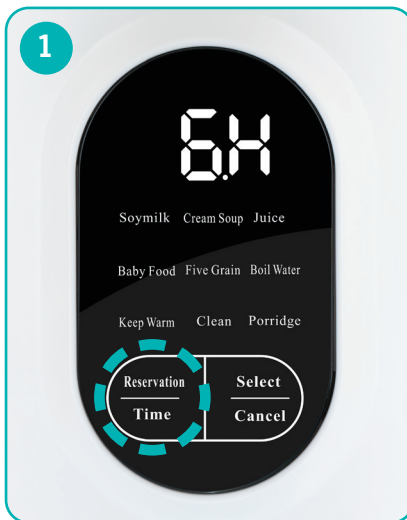 1
6.H
Soymilk Cream Soup Juice
Baby Food Five Grain Boil Water
Keep Warm Clean Porridge
Reservation Select
Time Cancel